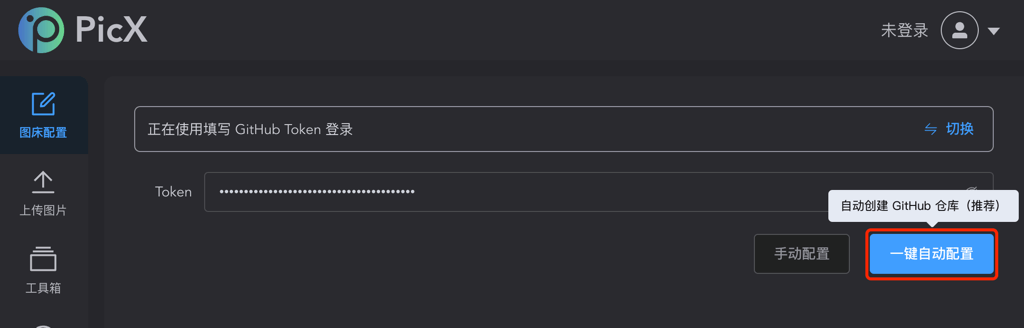 PicX
未登录
图床配置
上传图片
工具箱
正在使用填写 GitHub Token 登录
切换
Token
自动创建 GitHub 仓库（推荐）
手动配置
一键自动配置